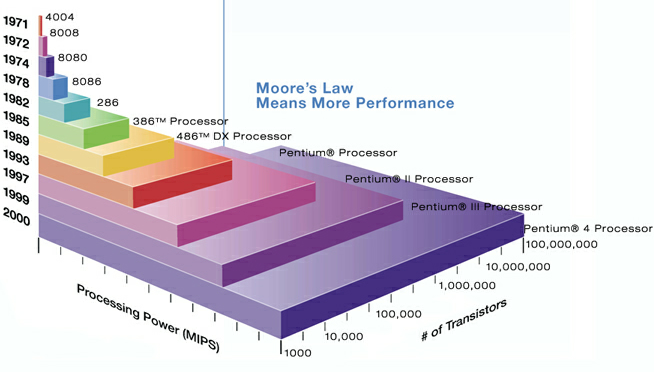 1971
4004
1972
8008
1974
8080
1978
8086
1982
286
1985
386™ Processor
1989
486™ DX Processor
1993
Pentium® Processor
1997
Pentium® II Processor
1999
Pentium® III Processor
2000
Pentium® 4 Processor
Moore's Law
Means More Performance
Processing Power (MIPS)
# of Transistors
100,000,000
10,000,000
1,000,000
100,000
10,000
1000